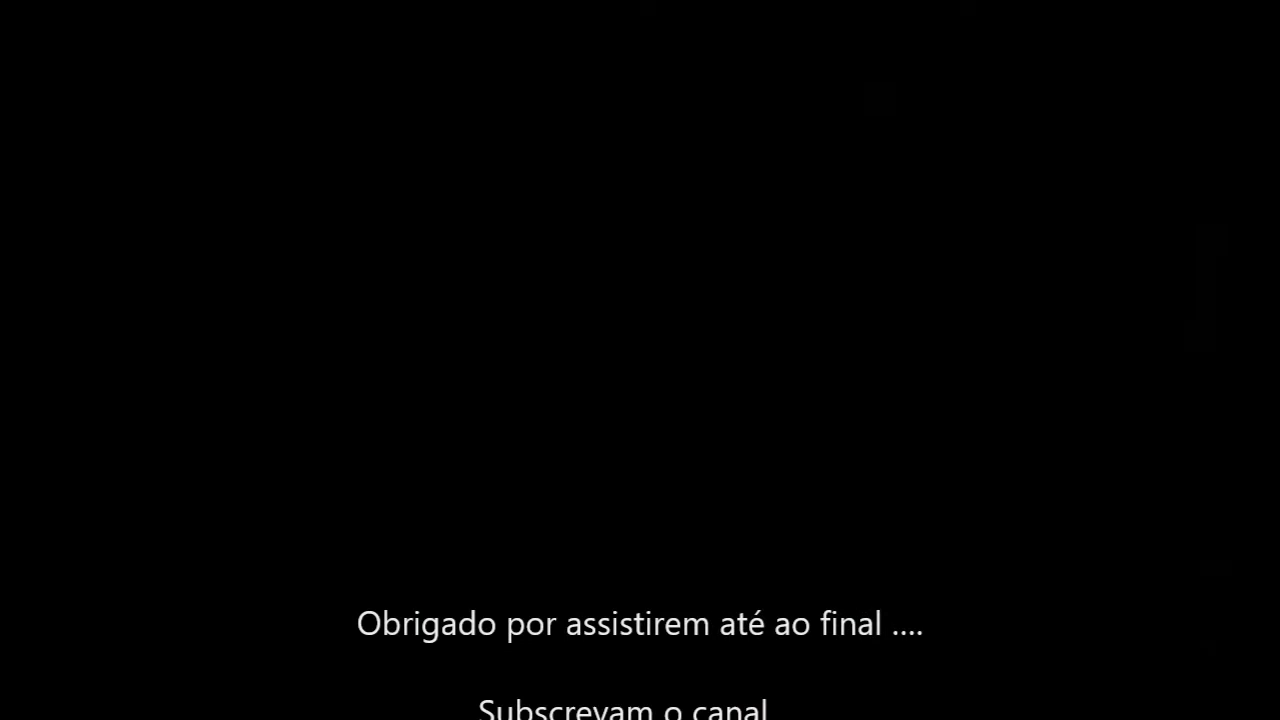 Obrigado por assistirem até ao final ....
Subscrevam o canal